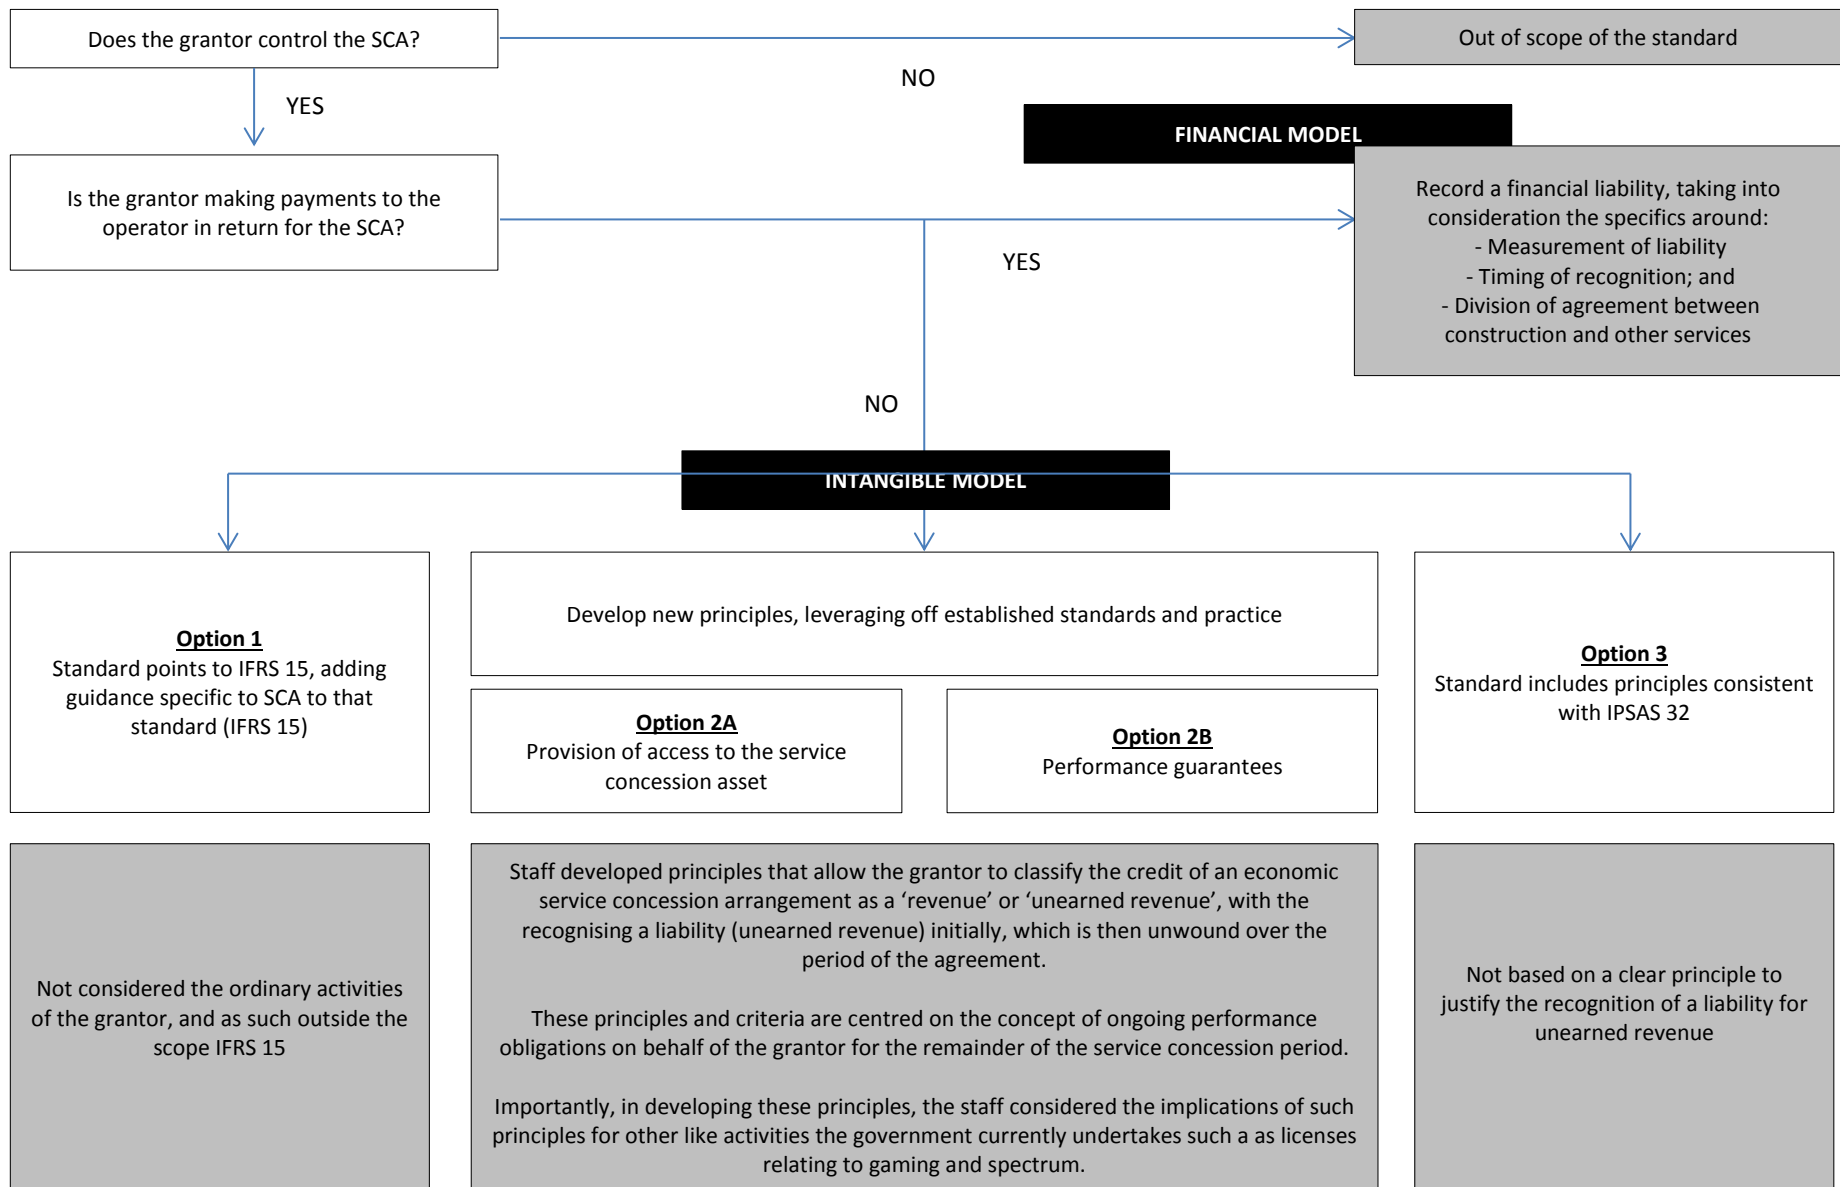 Does the grantor control the SCA?
Out of scope of the standard
NO
YES
FINANCIAL MODEL
Is the grantor making payments to the
operator in return for the SCA?
Record a financial liability, taking into
consideration the specifics around:
- Measurement of liability
- Timing of recognition; and
- Division of agreement between
construction and other services
YES
NO
INTANGIBLE MODEL
Option 1
Standard points to IFRS 15, adding
guidance specific to SCA to that
standard (IFRS 15)
Develop new principles, leveraging off established standards and practice
Option 2A
Provision of access to the service
concession asset
Option 2B
Performance guarantees
Option 3
Standard includes principles consistent
with IPSAS 32
Not considered the ordinary activities
of the grantor, and as such outside the
scope IFRS 15
Staff developed principles that allow the grantor to classify the credit of an economic
service concession arrangement as a ‘revenue’ or ‘unearned revenue’, with the
recognising a liability (unearned revenue) initially, which is then unwound over the
period of the agreement.
These principles and criteria are centred on the concept of ongoing performance
obligations on behalf of the grantor for the remainder of the service concession period.
Importantly, in developing these principles, the staff considered the implications of such
principles for other like activities the government currently undertakes such a as licenses
relating to gaming and spectrum.
Not based on a clear principle to
justify the recognition of a liability for
unearned revenue